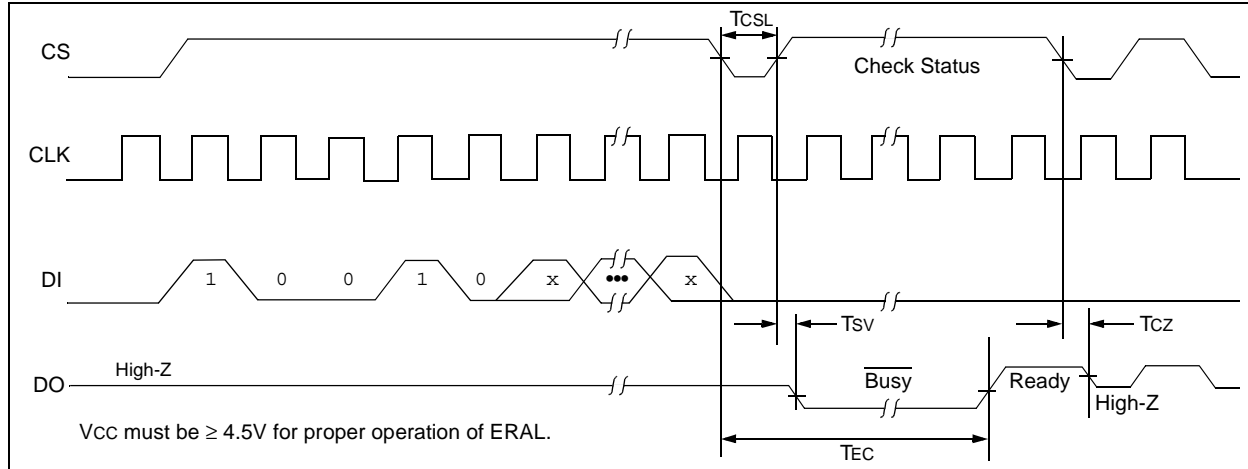 TCSL
CS
Check Status
CLK
DI 1 0 0 1 0 x ••• x
TSV
TCZ
High-Z
DO
Busy
Ready
High-Z
VCC must be ≥ 4.5V for proper operation of ERAL.
TEC